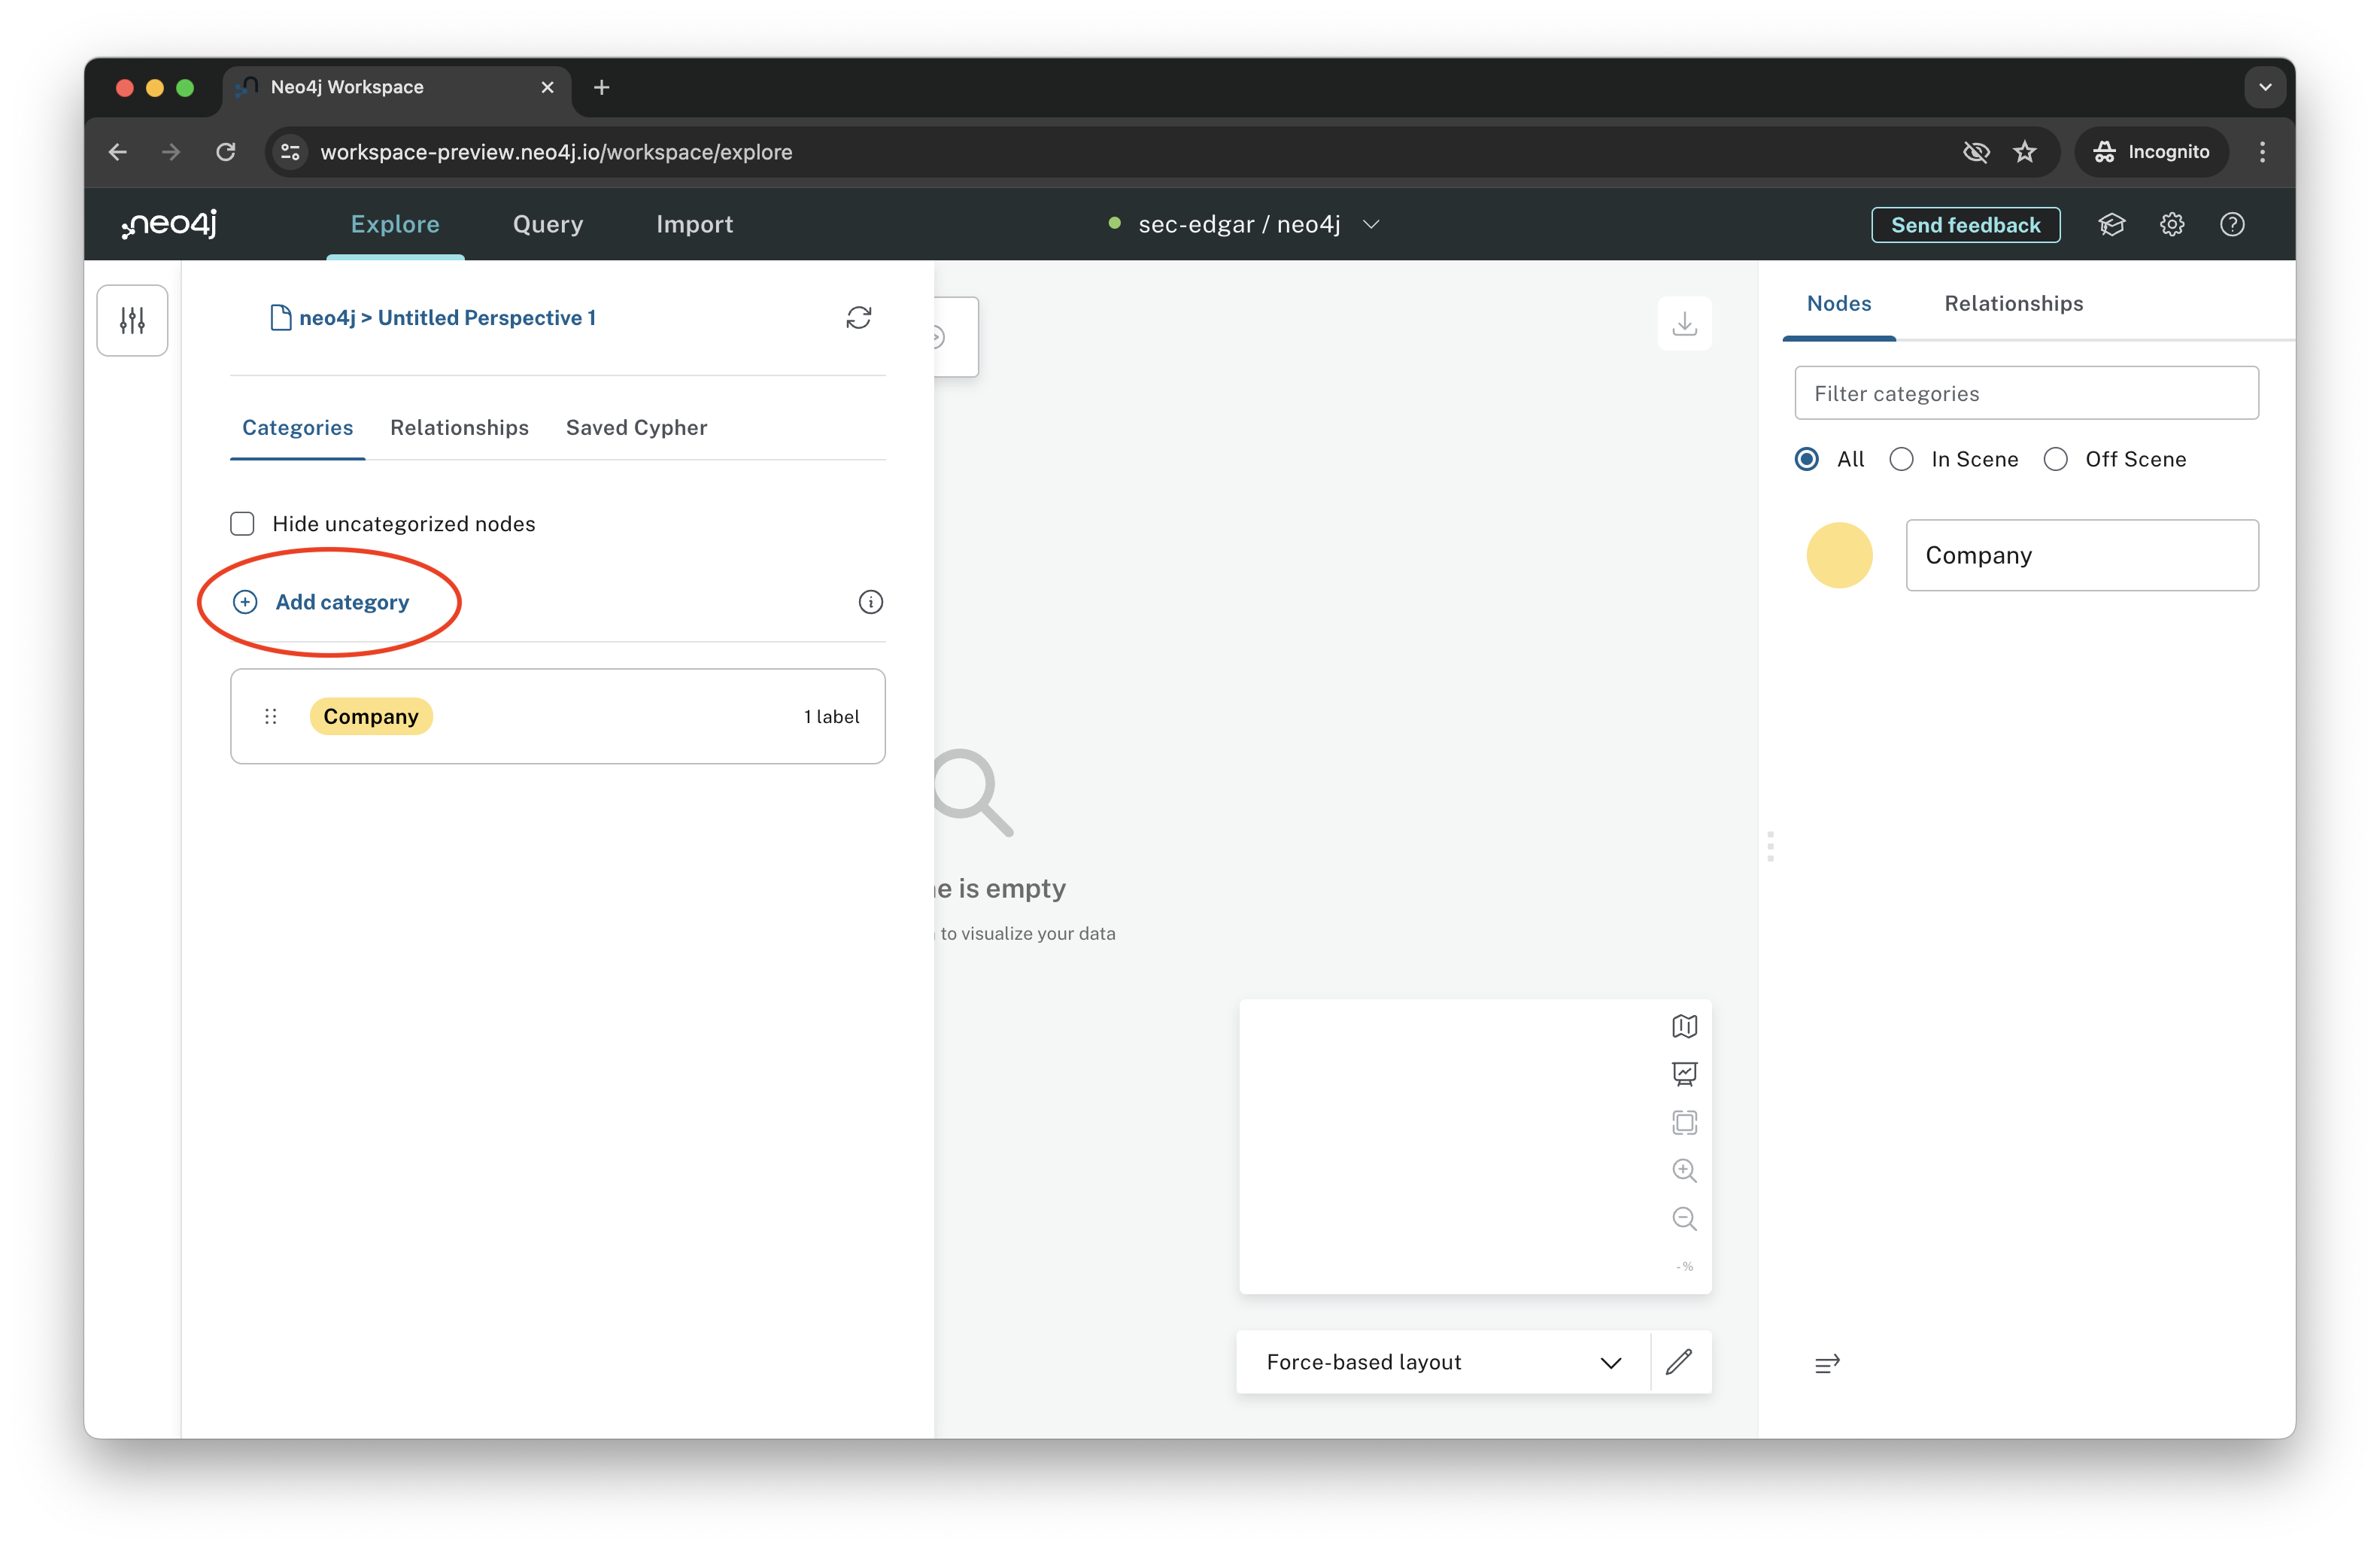 Neo4j Workspace
workspace-preview.neo4j.io/workspace/explore
Incognito
neo4j
Explore
Query
Import
sec-edgar / neo4j
Send feedback
neo4j > Untitled Perspective 1
Categories
Relationships
Saved Cypher
Hide uncategorized nodes
Add category
Company
1 label
is empty
to visualize your data
-%
Force-based layout
Nodes
Relationships
Filter categories
All
In Scene
Off Scene
Company